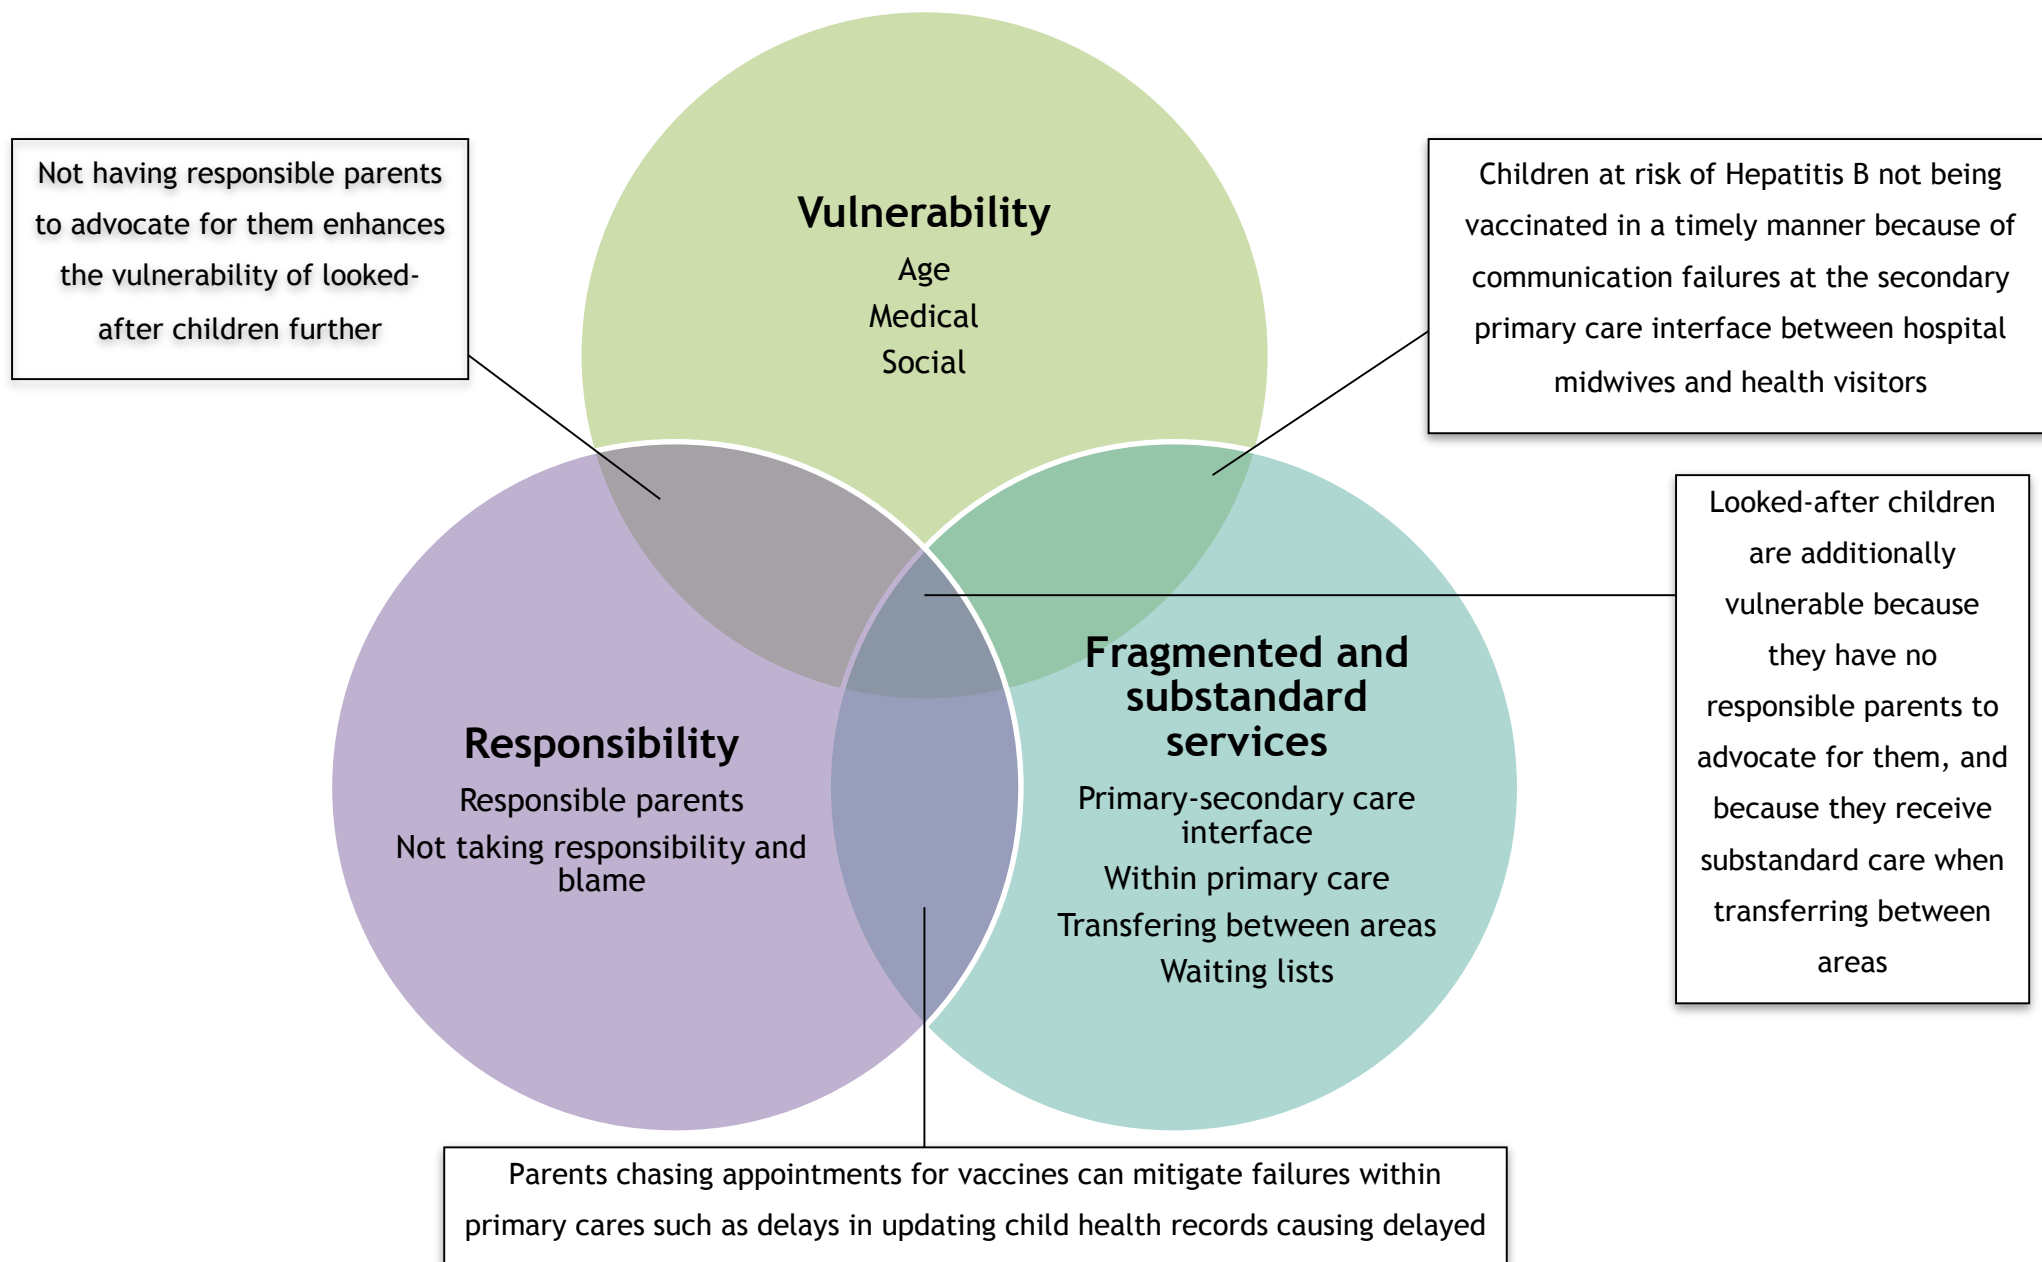 Not having responsible parents
to advocate for them enhances
the vulnerability of looked-
after children further
Vulnerability
Age
Medical
Social
Children at risk of Hepatitis B not being
vaccinated in a timely manner because of
communication failures at the secondary
primary care interface between hospital
midwives and health visitors
Looked-after children
are additionally
vulnerable because
they have no
responsible parents to
advocate for them, and
because they receive
substandard care when
transferring between
areas
Responsibility
Responsible parents
Not taking responsibility and
blame
Fragmented and
substandard
services
Primary-secondary care
interface
Within primary care
Transfering between areas
Waiting lists
Parents chasing appointments for vaccines can mitigate failures within
primary cares such as delays in updating child health records causing delayed